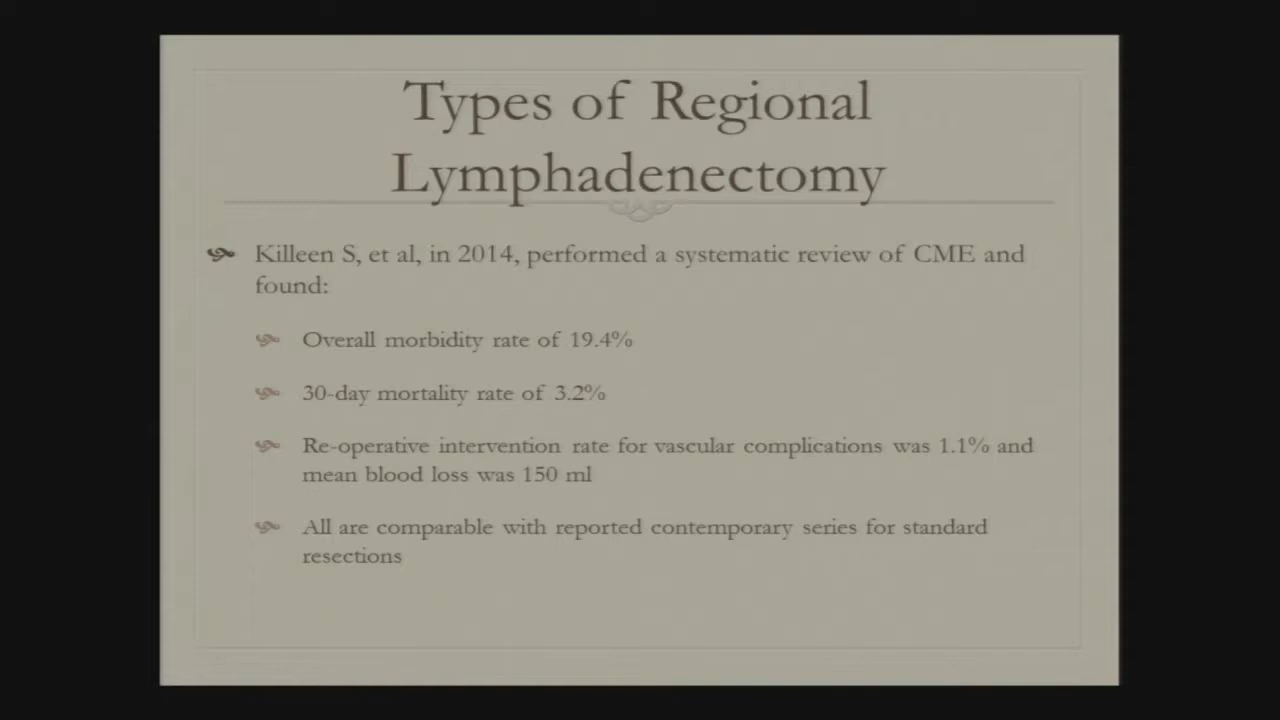 Types of Regional
Lymphadenectomy
Killeen S, et al, in 2014, performed a systematic review of CME and
found:
Overall morbidity rate of 19.4%
30-day mortality rate of 3.2%
Re-operative intervention rate for vascular complications was 1.1% and
mean blood loss was 150 ml
All are comparable with reported contemporary series for standard
resections